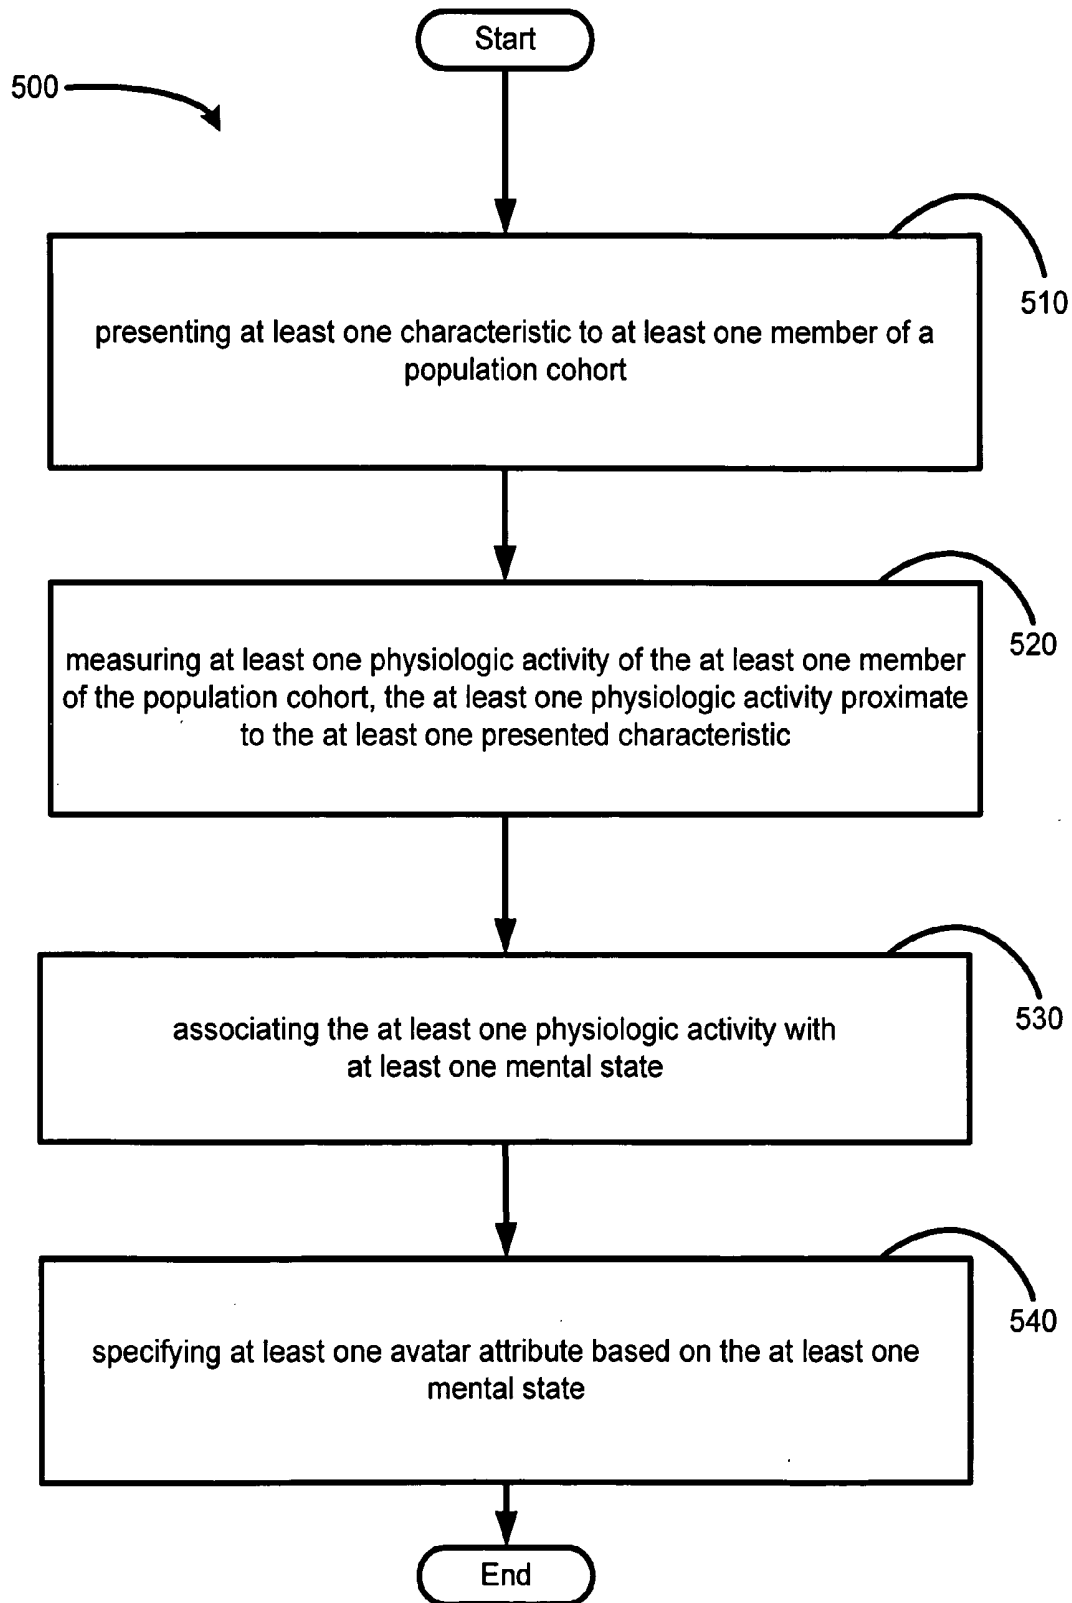 Start
500
510
presenting at least one characteristic to at least one member of a
population cohort
520
measuring at least one physiologic activity of the at least one member
of the population cohort, the at least one physiologic activity proximate
to the at least one presented characteristic
530
associating the at least one physiologic activity with
at least one mental state
540
specifying at least one avatar attribute based on the at least one
mental state
End